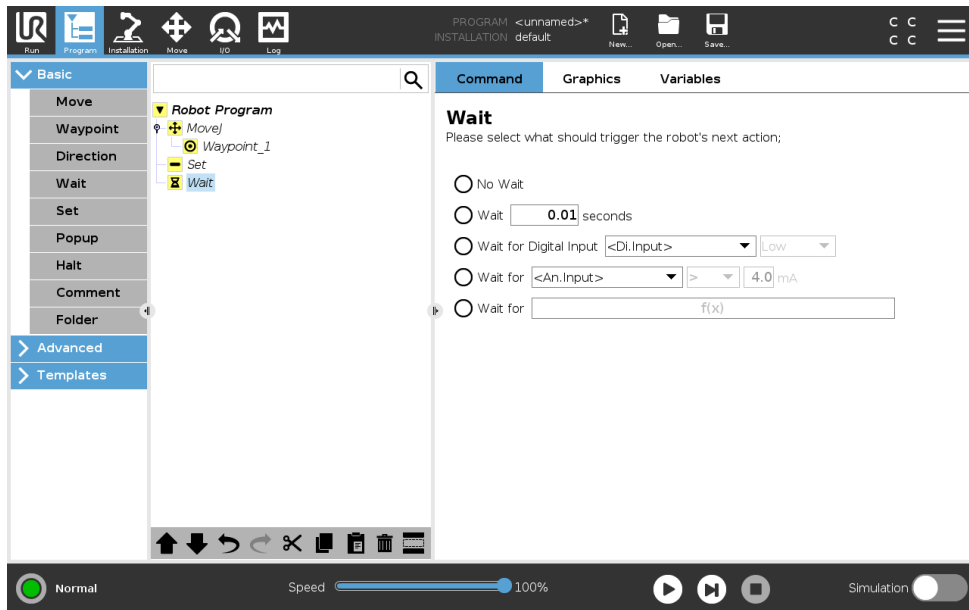 UR
Run
Program
Installation
Move
I/O
Log
PROGRAM <unnamed>*
INSTALLATION default
New...
Open...
Save...
C C
C C
Basic
Move
Waypoint
Direction
Wait
Set
Popup
Halt
Comment
Folder
Advanced
Templates
Robot Program
MoveJ
Waypoint_1
Set
Wait
Command Graphics Variables
Wait
Please select what should trigger the robot's next action;
No Wait
Wait 0.01 seconds
Wait for Digital Input <Di.Input> Low
Wait for <An.Input> > 4.0 mA
Wait for f(x)
Normal
Speed 100%
Simulation